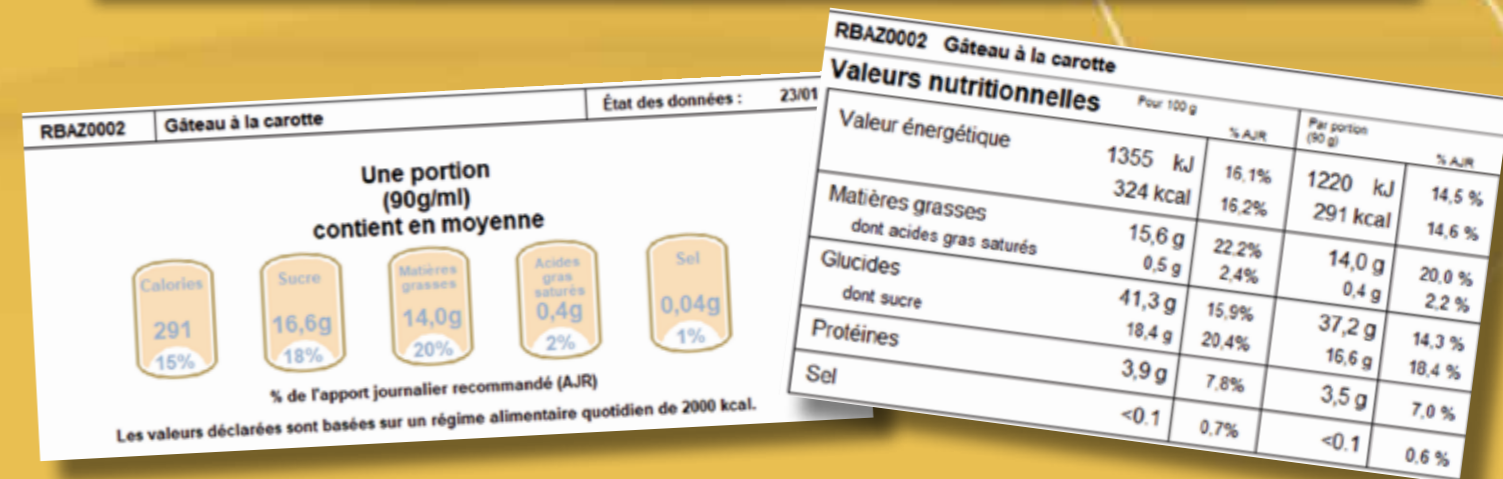 RBAZ0002 Gâteau à la carotte État des données : 23/01
Une portion
(90g/ml)
contient en moyenne
Calories
291
15%
Sucre
16,6g
18%
Matières
grasses
14,0g
20%
Acides
gras
saturés
0,4g
2%
Sel
0,04g
1%
% de l'apport journalier recommandé (AJR)
Les valeurs déclarées sont basées sur un régime alimentaire quotidien de 2000 kcal.
RBAZ0002 Gâteau à la carotte
Valeurs nutritionnelles Pour 100 g % AJR Par portion
(90 g) % AJR
Valeur énergétique 1355 kJ 16,1% 1220 kJ 14,5 %
324 kcal 16,2% 291 kcal 14,6 %
Matières grasses 15,6 g 22,2% 14,0 g 20,0 %
dont acides gras saturés 0,5 g 2,4% 0,4 g 2,2 %
Glucides 41,3 g 15,9% 37,2 g 14,3 %
dont sucre 18,4 g 20,4% 16,6 g 18,4 %
Protéines 3,9 g 7,8% 3,5 g 7,0 %
Sel <0.1 0,7% <0.1 0,6 %